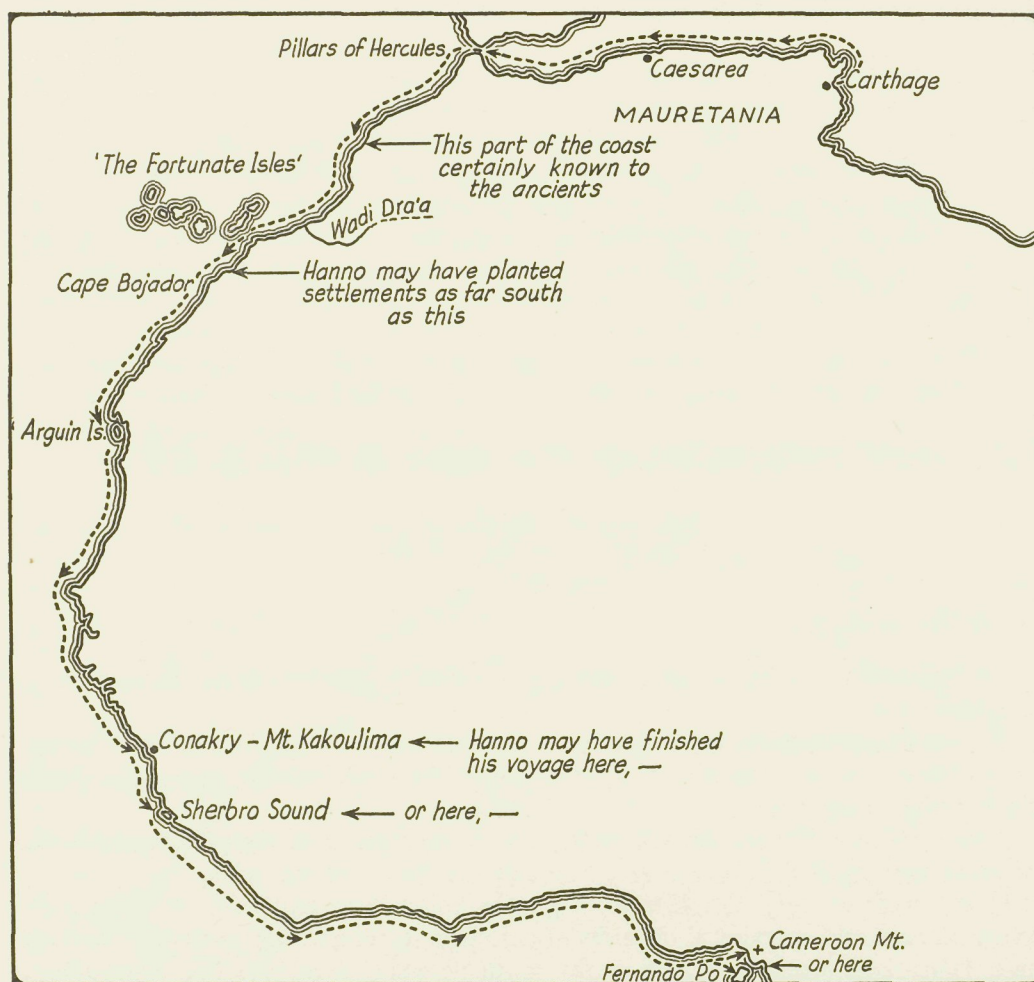 Pillars of Hercules
Caesarea
Carthage
MAURETANIA
This part of the coast
certainly known to
the ancients
'The Fortunate Isles'
Wadi Dra'a
Cape Bojador
Hanno may have planted
settlements as far south
as this
' Arguin Is.
Conakry – Mt. Kakoulima
Hanno may have finished
his voyage here, —
Sherbro Sound
or here, —
+ Cameroon Mt.
or here
Fernando Po